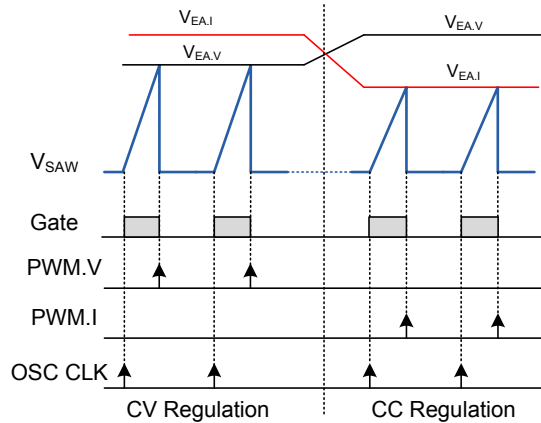 VEA.I
VEA.V
VEA.V
VEA.I
VSAW
Gate
PWM.V
PWM.I
OSC CLK
CV Regulation
CC Regulation